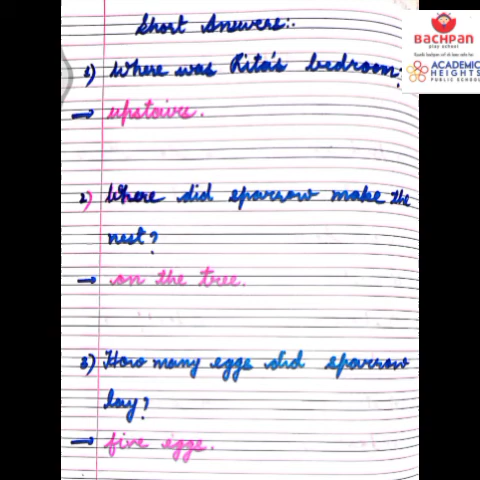 Short Answers:.
BACHPAN
play school
1) Where was Rita's bedroom?
ACADEMIC
HEIGHTS
PUBLIC SCHOOL
→ upstairs.
2) Where did sparrow make the
nest?
→ on the tree.
3) How many eggs did sparrow
lay?
→ five eggs.